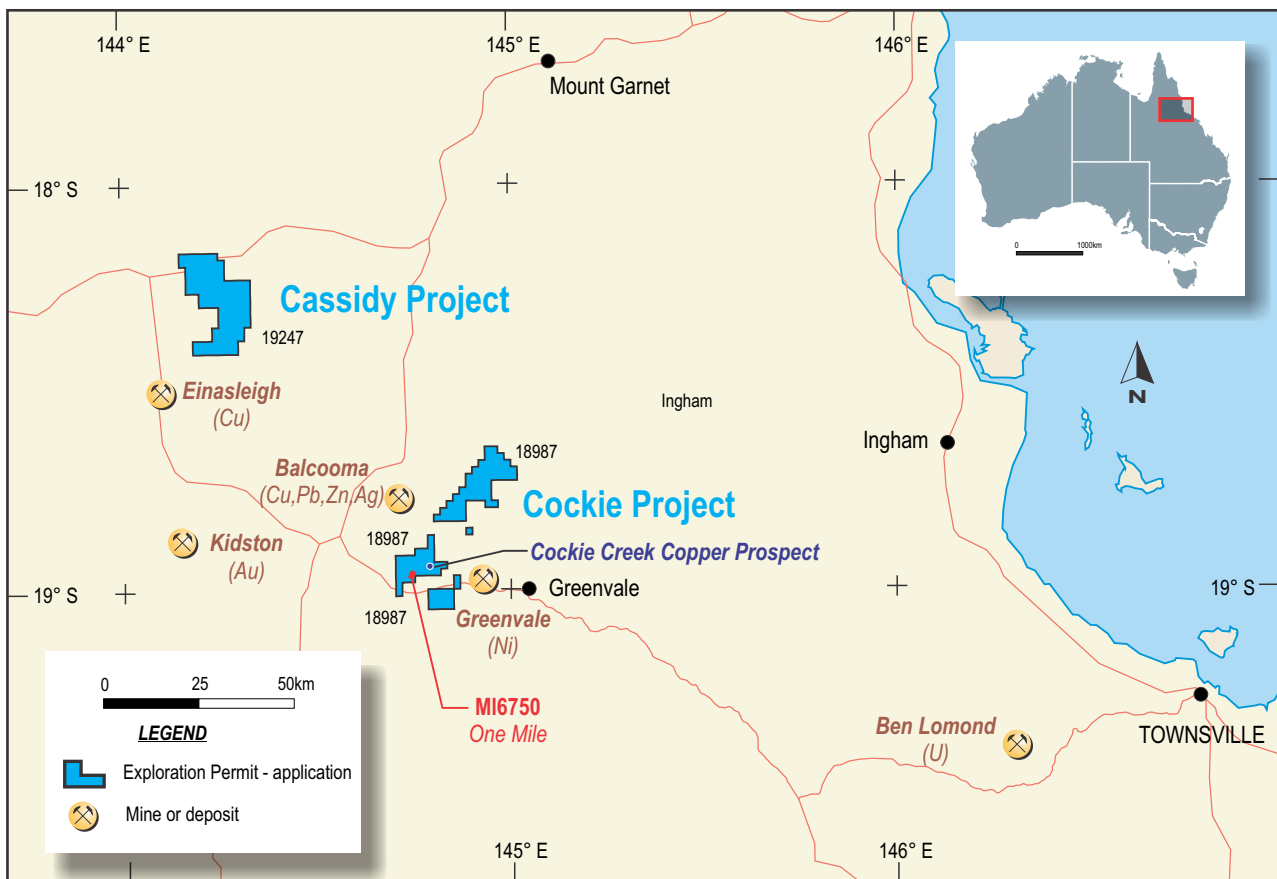 144° E
145° E
146° E
Mount Garnet
0 1000km
18° S
Cassidy Project
19247
Einasleigh
(Cu)
Ingham
N
Ingham
18987
Balcooma
(Cu,Pb,Zn,Ag)
Cockie Project
Kidston
(Au)
18987
Cockie Creek Copper Prospect
Greenvale
19° S
19° S
18987
Greenvale
(Ni)
0 25 50km
MI6750
One Mile
LEGEND
Exploration Permit - application
Mine or deposit
Ben Lomond
(U)
TOWNSVILLE
145° E
146° E